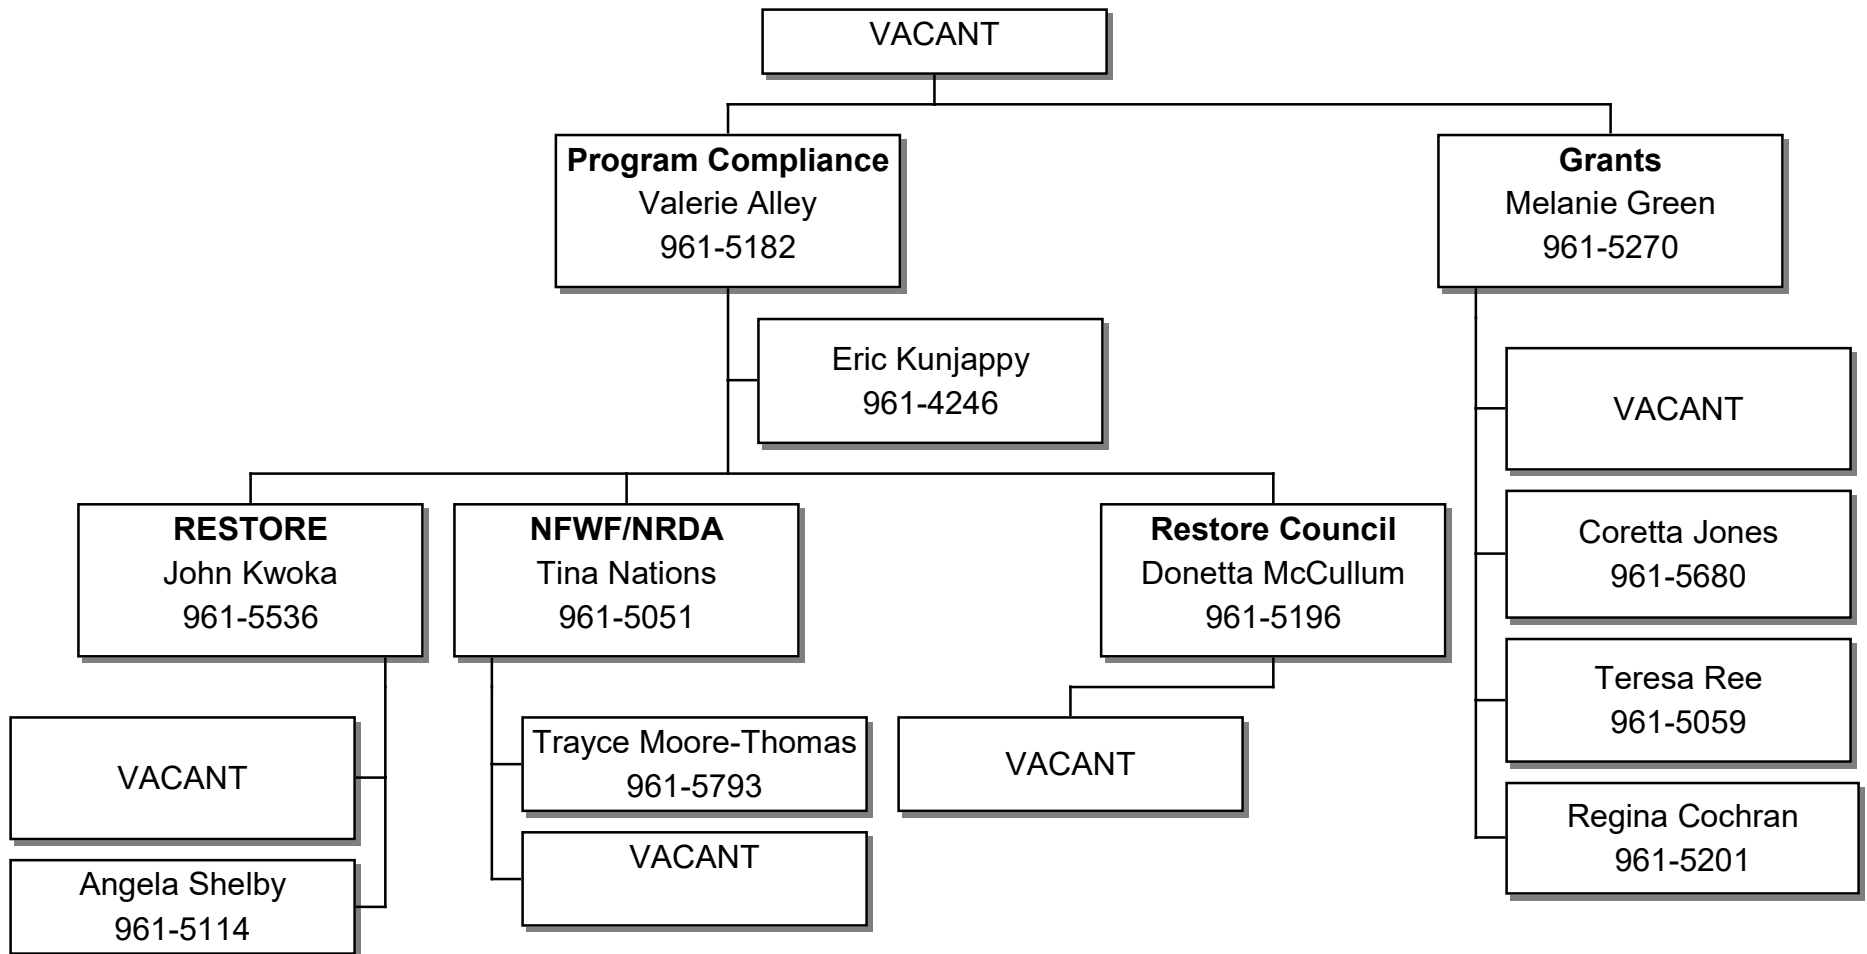 VACANT
Program Compliance
Valerie Alley
961-5182
Grants
Melanie Green
961-5270
Eric Kunjappy
961-4246
VACANT
Coretta Jones
961-5680
Teresa Ree
961-5059
Regina Cochran
961-5201
RESTORE
John Kwoka
961-5536
NFWF/NRDA
Tina Nations
961-5051
Restore Council
Donetta McCullum
961-5196
VACANT
Angela Shelby
961-5114
Trayce Moore-Thomas
961-5793
VACANT
VACANT